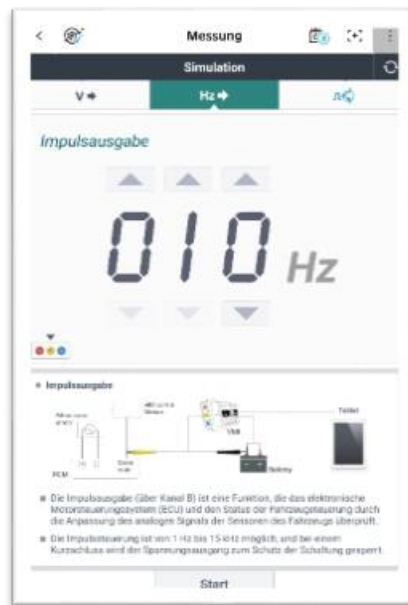 Messung
Simulation
V
Hz
Impulsausgabe
010 Hz
Impulsausgabe
Tablet
VMI
Battery
PCM
Die Impulsausgabe (über Kanal B) ist eine Funktion, die das elektronische
Motorsteuerungssystem (ECU) und den Status der Fahrzeugsteuerung durch
die Anpassung des analogen Signals der Sensoren des Fahrzeugs überprüft.
Die Impulssteuerung ist von 1 Hz bis 15 kHz möglich, und bei einem
Kurzschluss wird der Spannungsausgang zum Schutz der Schaltung gesperrt.
Start